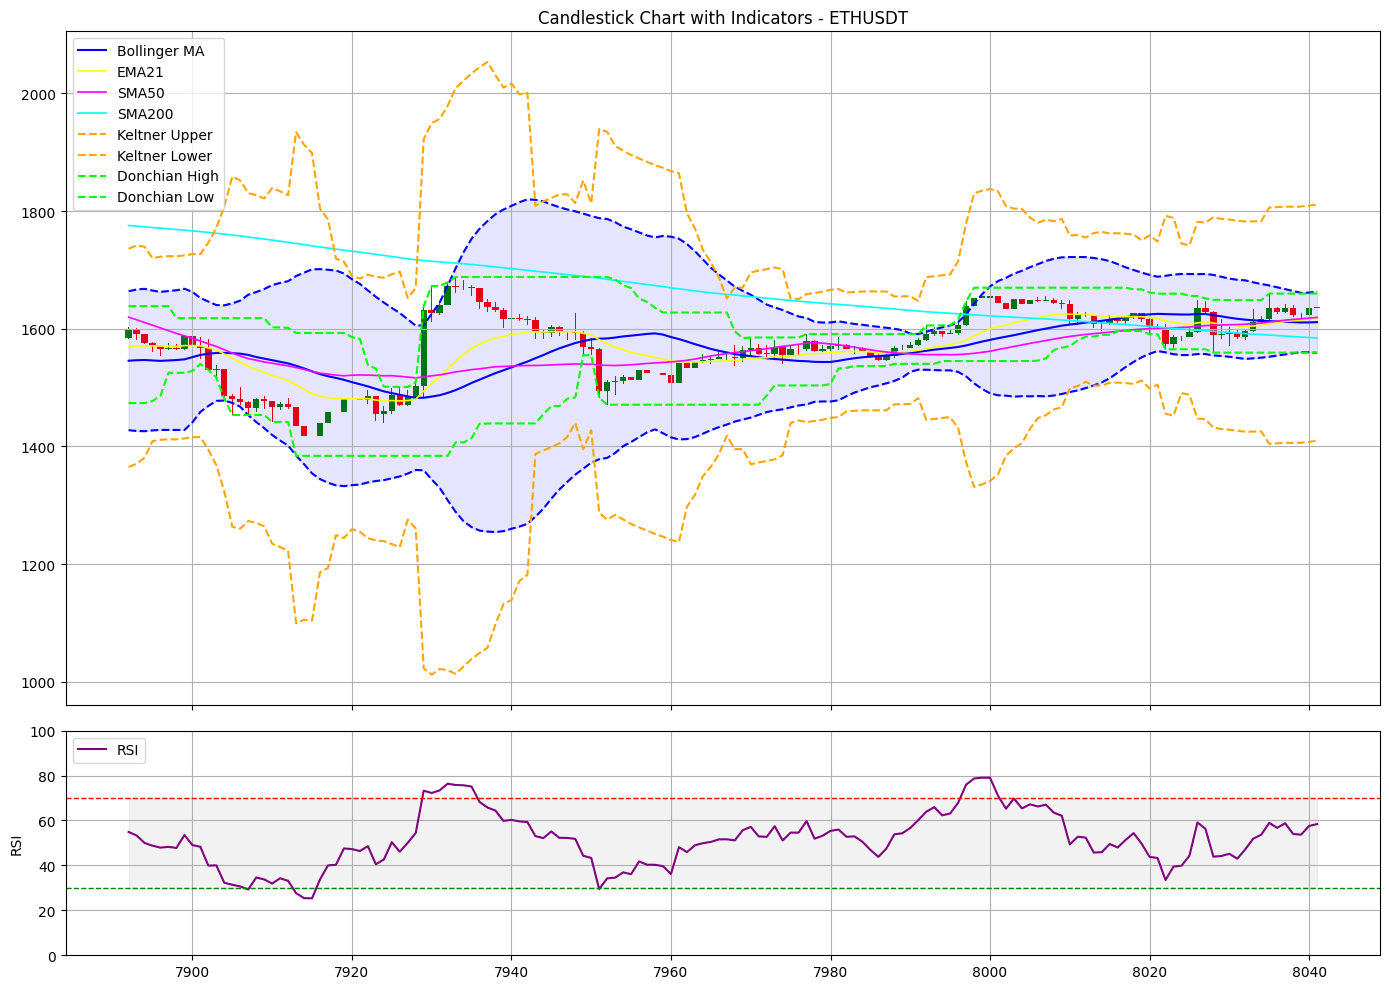 Candlestick Chart with Indicators - ETHUSDT
Bollinger MA
EMA21
SMA50
SMA200
Keltner Upper
Keltner Lower
Donchian High
Donchian Low
2000
1800
1600
1400
1200
1000
RSI
100
80
60
40
20
0
RSI
7900 7920 7940 7960 7980 8000 8020 8040